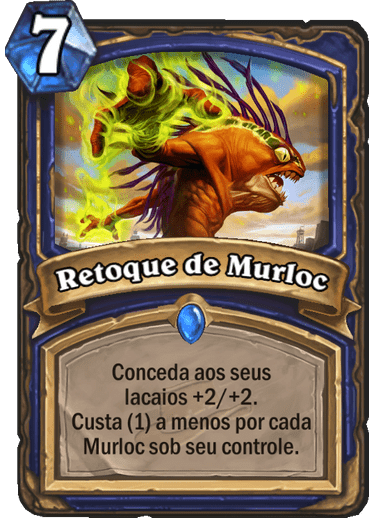 7
Retoque de Murloc
Conceda aos seus
lacaios +2/+2.
Custa (1) a menos por cada
Murloc sob seu controle.